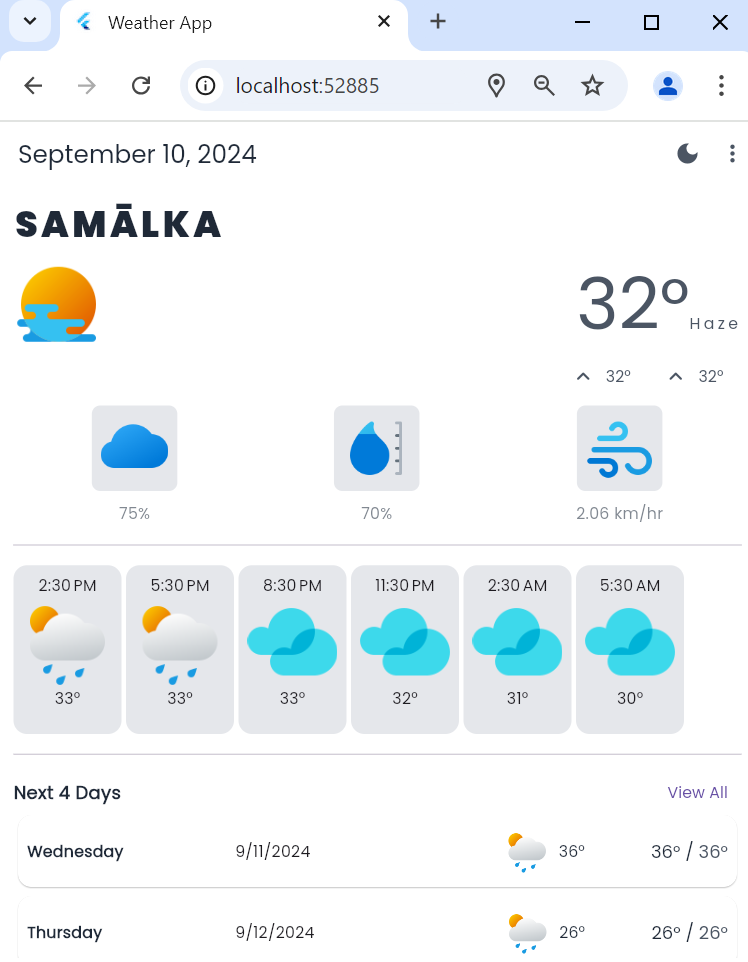 Weather App
localhost:52885
September 10, 2024
SAMĀLKA
32° Haze
32° 32°
75% 70% 2.06 km/hr
2:30 PM 5:30 PM 8:30 PM 11:30 PM 2:30 AM 5:30 AM
33° 33° 33° 32° 31° 30°
Next 4 Days View All
Wednesday 9/11/2024 36° 36° / 36°
Thursday 9/12/2024 26° 26° / 26°